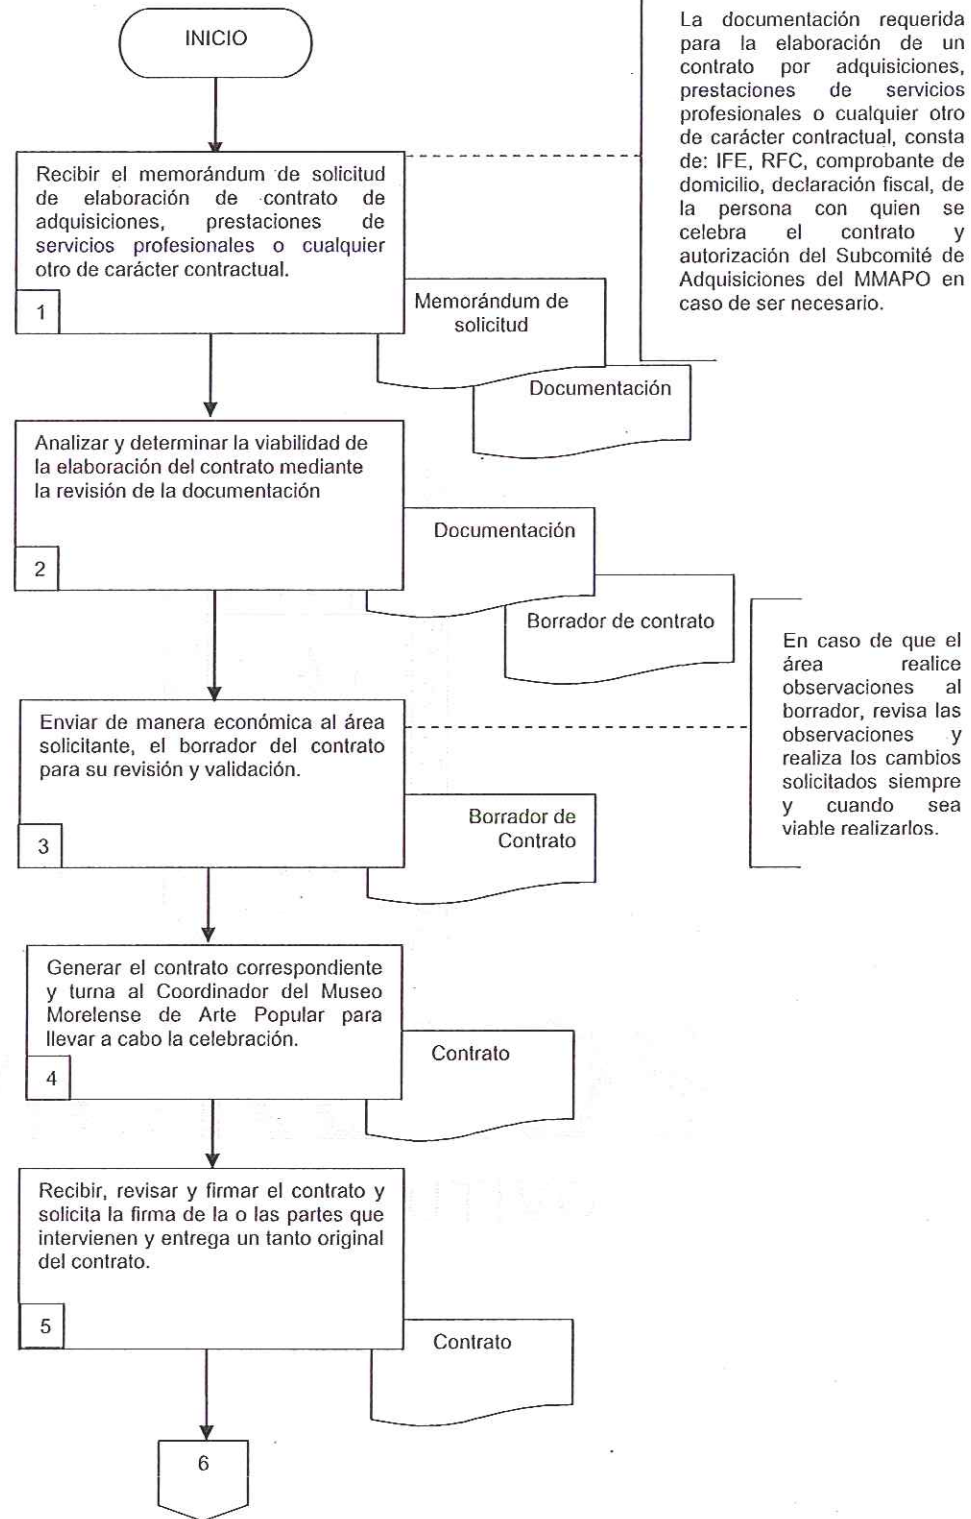 INICIO
La documentación requerida
para la elaboración de un
contrato por adquisiciones,
prestaciones de servicios
profesionales o cualquier otro
de carácter contractual, consta
de: IFE, RFC, comprobante de
domicilio, declaración fiscal, de
la persona con quien se
celebra el contrato y
autorización del Subcomité de
Adquisiciones del MMAPO en
caso de ser necesario.
Recibir el memorándum de solicitud
de elaboración de contrato de
adquisiciones, prestaciones de
servicios profesionales o cualquier
otro de carácter contractual.
1
Memorándum de
solicitud
Documentación
Analizar y determinar la viabilidad de
la elaboración del contrato mediante
la revisión de la documentación
2
Documentación
Borrador de contrato
En caso de que el
área realice
observaciones al
borrador, revisa las
observaciones y
realiza los cambios
solicitados siempre
y cuando sea
viable realizarlos.
Enviar de manera económica al área
solicitante, el borrador del contrato
para su revisión y validación.
3
Borrador de
Contrato
Generar el contrato correspondiente
y turna al Coordinador del Museo
Morelense de Arte Popular para
llevar a cabo la celebración.
4
Contrato
Recibir, revisar y firmar el contrato y
solicita la firma de la o las partes que
intervienen y entrega un tanto original
del contrato.
5
Contrato
6